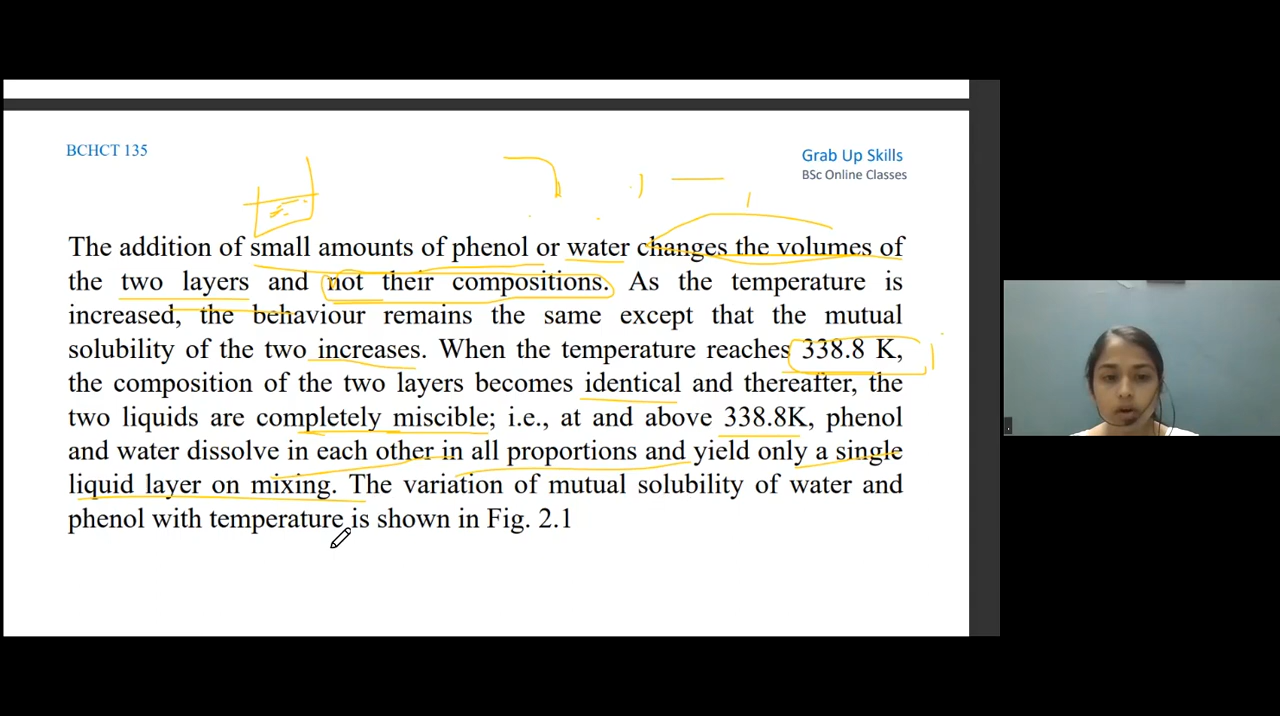 BCHCT 135
Grab Up Skills
BSc Online Classes
The addition of small amounts of phenol or water changes the volumes of
the two layers and not their compositions. As the temperature is
increased, the behaviour remains the same except that the mutual
solubility of the two increases. When the temperature reaches 338.8 K,
the composition of the two layers becomes identical and thereafter, the
two liquids are completely miscible; i.e., at and above 338.8K, phenol
and water dissolve in each other in all proportions and yield only a single
liquid layer on mixing. The variation of mutual solubility of water and
phenol with temperature is shown in Fig. 2.1